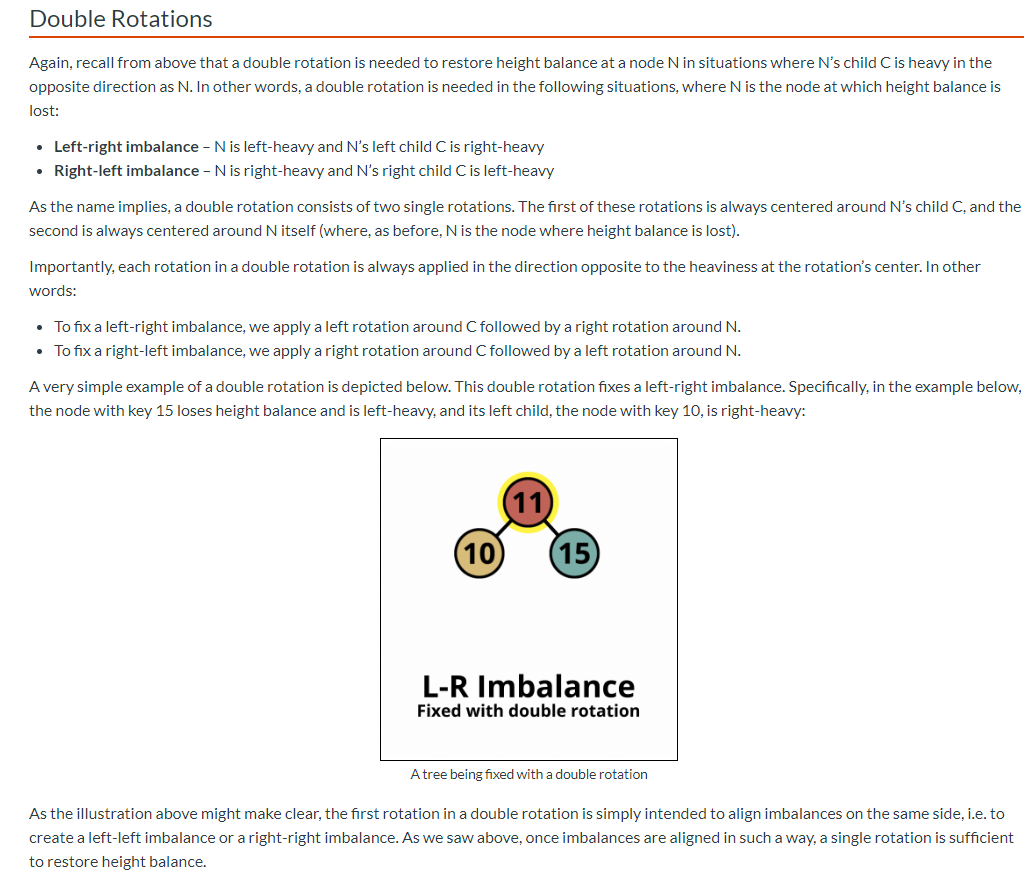 Double Rotations
Again, recall from above that a double rotation is needed to restore height balance at a node N in situations where N’s child C is heavy in the
opposite direction as N. In other words, a double rotation is needed in the following situations, where N is the node at which height balance is
lost:
• Left-right imbalance – N is left-heavy and N’s left child C is right-heavy
• Right-left imbalance – N is right-heavy and N’s right child C is left-heavy
As the name implies, a double rotation consists of two single rotations. The first of these rotations is always centered around N’s child C, and the
second is always centered around N itself (where, as before, N is the node where height balance is lost).
Importantly, each rotation in a double rotation is always applied in the direction opposite to the heaviness at the rotation’s center. In other
words:
• To fix a left-right imbalance, we apply a left rotation around C followed by a right rotation around N.
• To fix a right-left imbalance, we apply a right rotation around C followed by a left rotation around N.
A very simple example of a double rotation is depicted below. This double rotation fixes a left-right imbalance. Specifically, in the example below,
the node with key 15 loses height balance and is left-heavy, and its left child, the node with key 10, is right-heavy:
11
10 15
L-R Imbalance
Fixed with double rotation
A tree being fixed with a double rotation
As the illustration above might make clear, the first rotation in a double rotation is simply intended to align imbalances on the same side, i.e. to
create a left-left imbalance or a right-right imbalance. As we saw above, once imbalances are aligned in such a way, a single rotation is sufficient
to restore height balance.